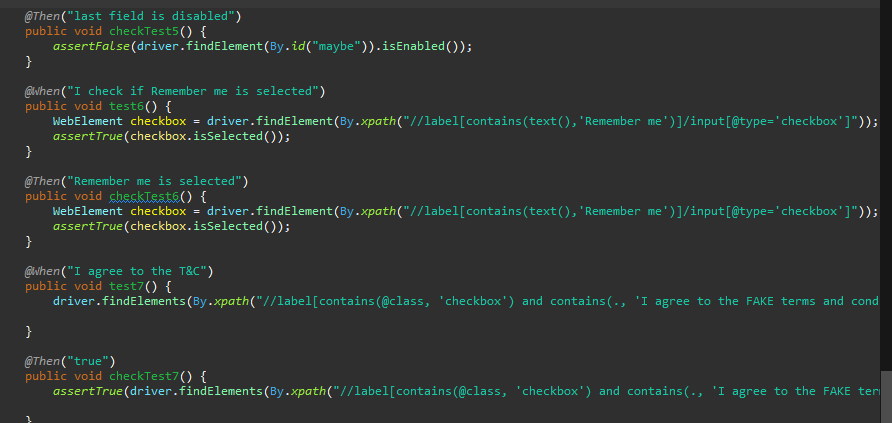 @Then("last field is disabled")
public void checkTest5() {
assertFalse(driver.findElement(By.id("maybe")).isEnabled());
}
@When("I check if Remember me is selected")
public void test6() {
WebElement checkbox = driver.findElement(By.xpath("//label[contains(text(),'Remember me')]/input[@type='checkbox']"));
assertTrue(checkbox.isSelected());
}
@Then("Remember me is selected")
public void checkTest6() {
WebElement checkbox = driver.findElement(By.xpath("//label[contains(text(),'Remember me')]/input[@type='checkbox']"));
assertTrue(checkbox.isSelected());
}
@When("I agree to the T&C")
public void test7() {
driver.findElements(By.xpath("//label[contains(@class, 'checkbox') and contains(., 'I agree to the FAKE terms and cond
}
@Then("true")
public void checkTest7() {
assertTrue(driver.findElements(By.xpath("//label[contains(@class, 'checkbox') and contains(., 'I agree to the FAKE ter
}